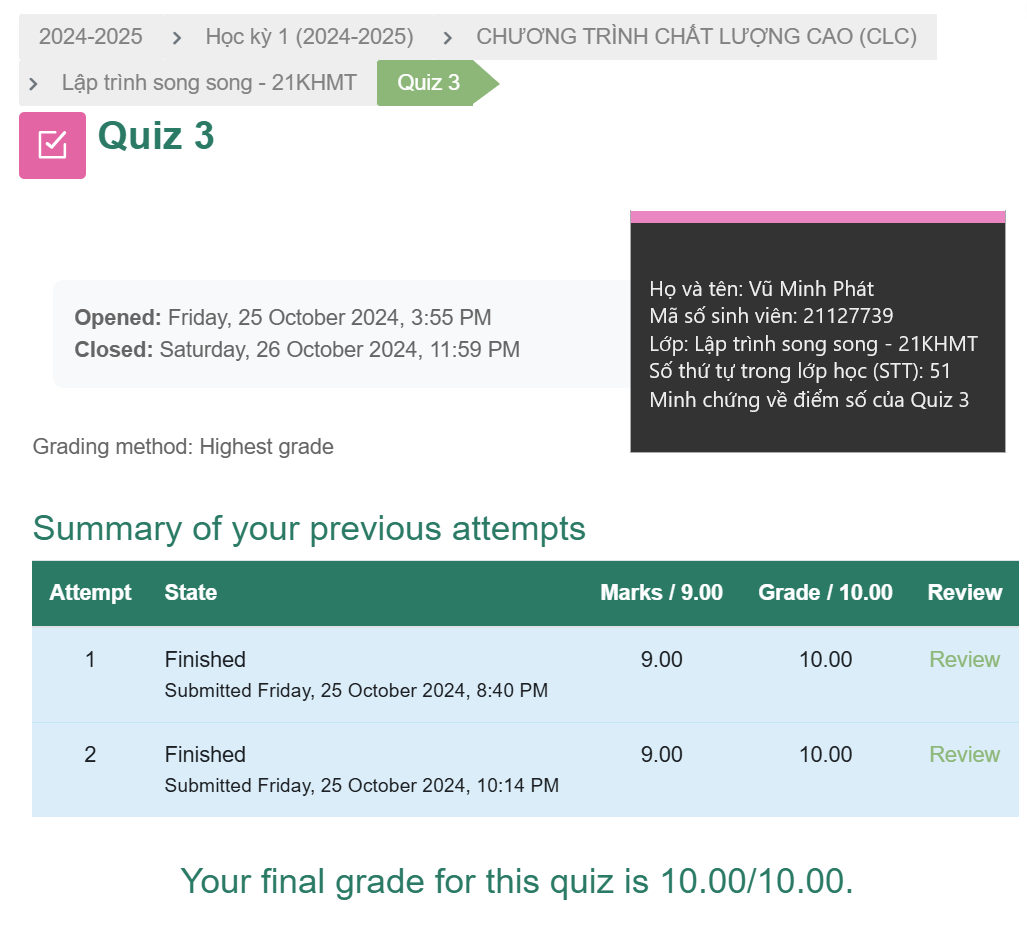 2024-2025 > Học kỳ 1 (2024-2025) > CHƯƠNG TRÌNH CHẤT LƯỢNG CAO (CLC)
> Lập trình song song - 21KHMT Quiz 3
Quiz 3
Họ và tên: Vũ Minh Phát
Mã số sinh viên: 21127739
Lớp: Lập trình song song - 21KHMT
Số thứ tự trong lớp học (STT): 51
Minh chứng về điểm số của Quiz 3
Opened: Friday, 25 October 2024, 3:55 PM
Closed: Saturday, 26 October 2024, 11:59 PM
Grading method: Highest grade
Summary of your previous attempts
Attempt State Marks / 9.00 Grade / 10.00 Review
1 Finished 9.00 10.00 Review
Submitted Friday, 25 October 2024, 8:40 PM
2 Finished 9.00 10.00 Review
Submitted Friday, 25 October 2024, 10:14 PM
Your final grade for this quiz is 10.00/10.00.